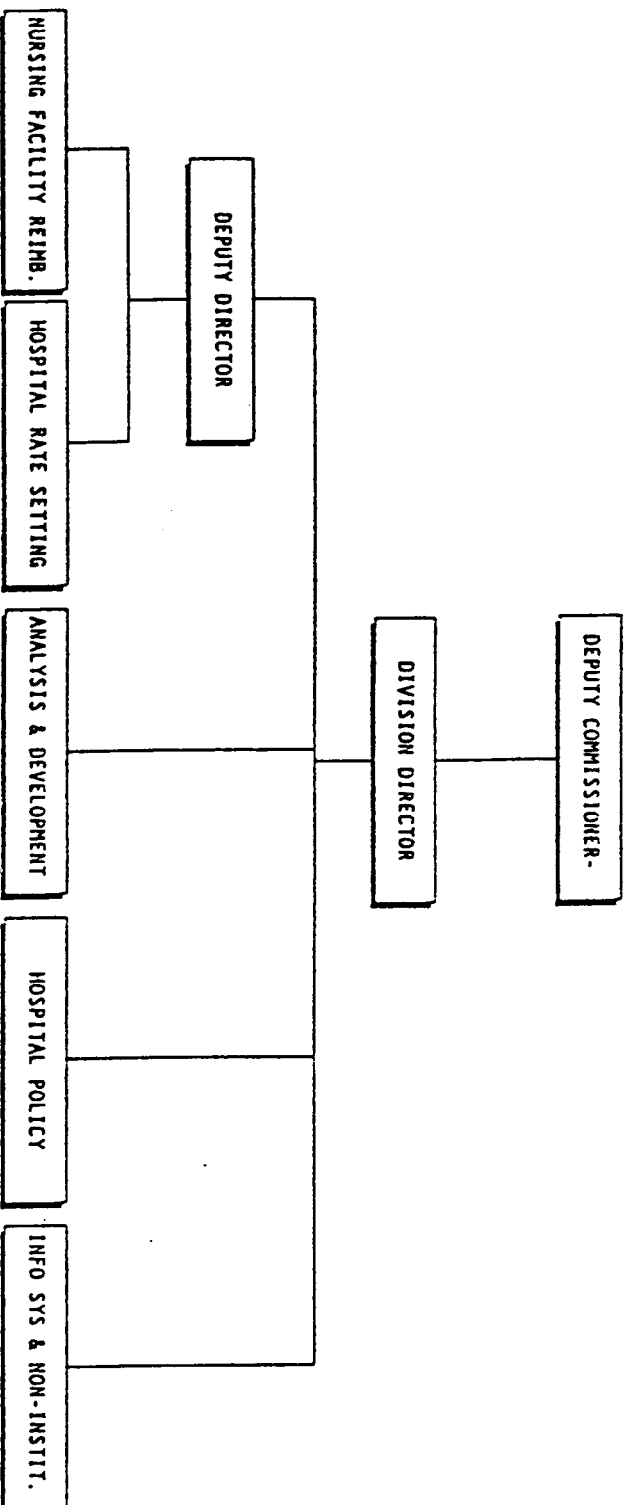 DEPUTY COMMISSIONER-
DIVISION DIRECTOR
DEPUTY DIRECTOR
NURSING FACILITY REIMB.
HOSPITAL RATE SETTING
ANALYSIS & DEVELOPMENT
HOSPITAL POLICY
INFO SYS & NON-INSTIT.